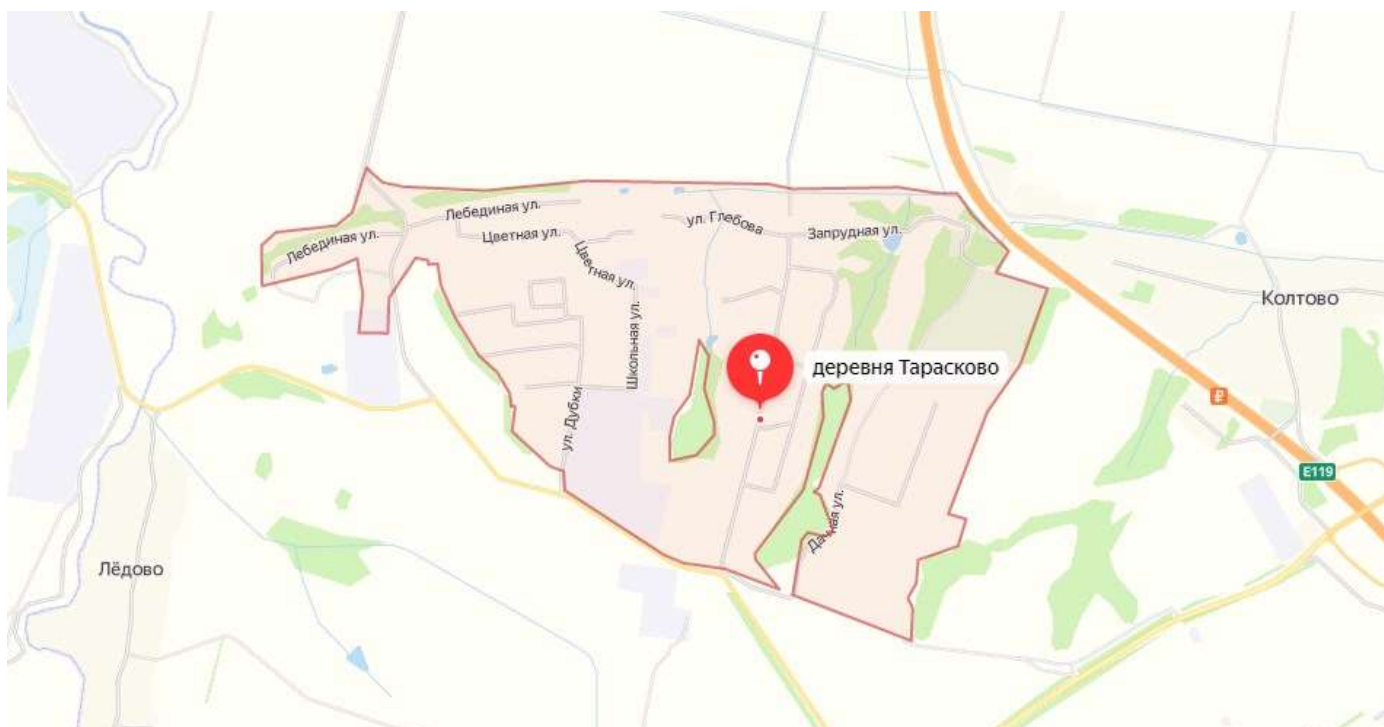 Лебединая ул.
ул. Глебова
Лебединая ул.
Цветная ул.
Запрудная ул.
Цветная ул.
Колтово
Школьная ул.
деревня Тарасково
ул. Дубки
₽
E119
Дачная ул.
Лёдово